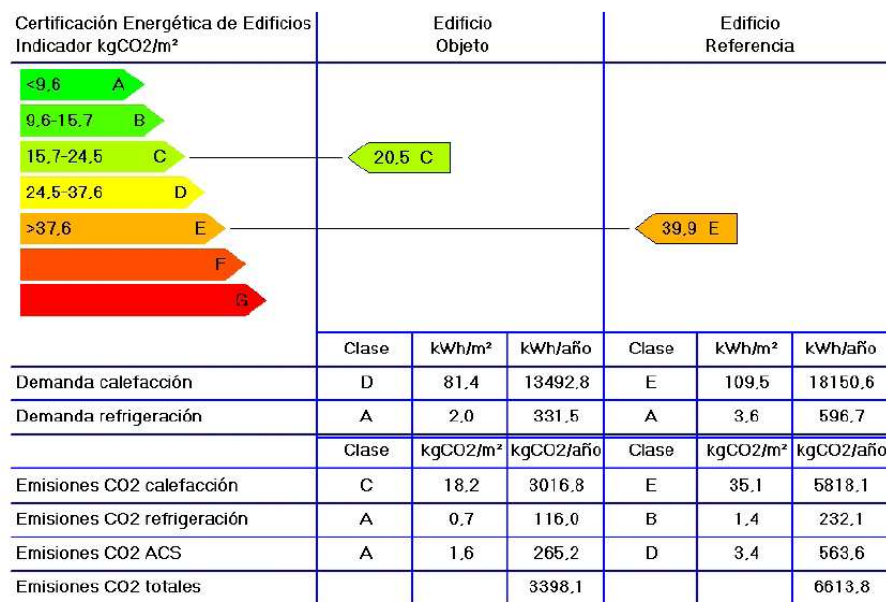 Certificación Energética de Edificios
Indicador kgCO2/m²
Edificio
Objeto
Edificio
Referencia
<9,6 A
9,6-15,7 B
15,7-24,5 C
20,5 C
24,5-37,6 D
>37,6 E
39,9 E
F
G
Clase kWh/m² kWh/año Clase kWh/m² kWh/año
Demanda calefacción D 81,4 13492,8 E 109,5 18150,6
Demanda refrigeración A 2,0 331,5 A 3,6 596,7
Clase kgCO2/m² kgCO2/año Clase kgCO2/m² kgCO2/año
Emisiones CO2 calefacción C 18,2 3016,8 E 35,1 5818,1
Emisiones CO2 refrigeración A 0,7 116,0 B 1,4 232,1
Emisiones CO2 ACS A 1,6 265,2 D 3,4 563,6
Emisiones CO2 totales 3398,1 6613,8